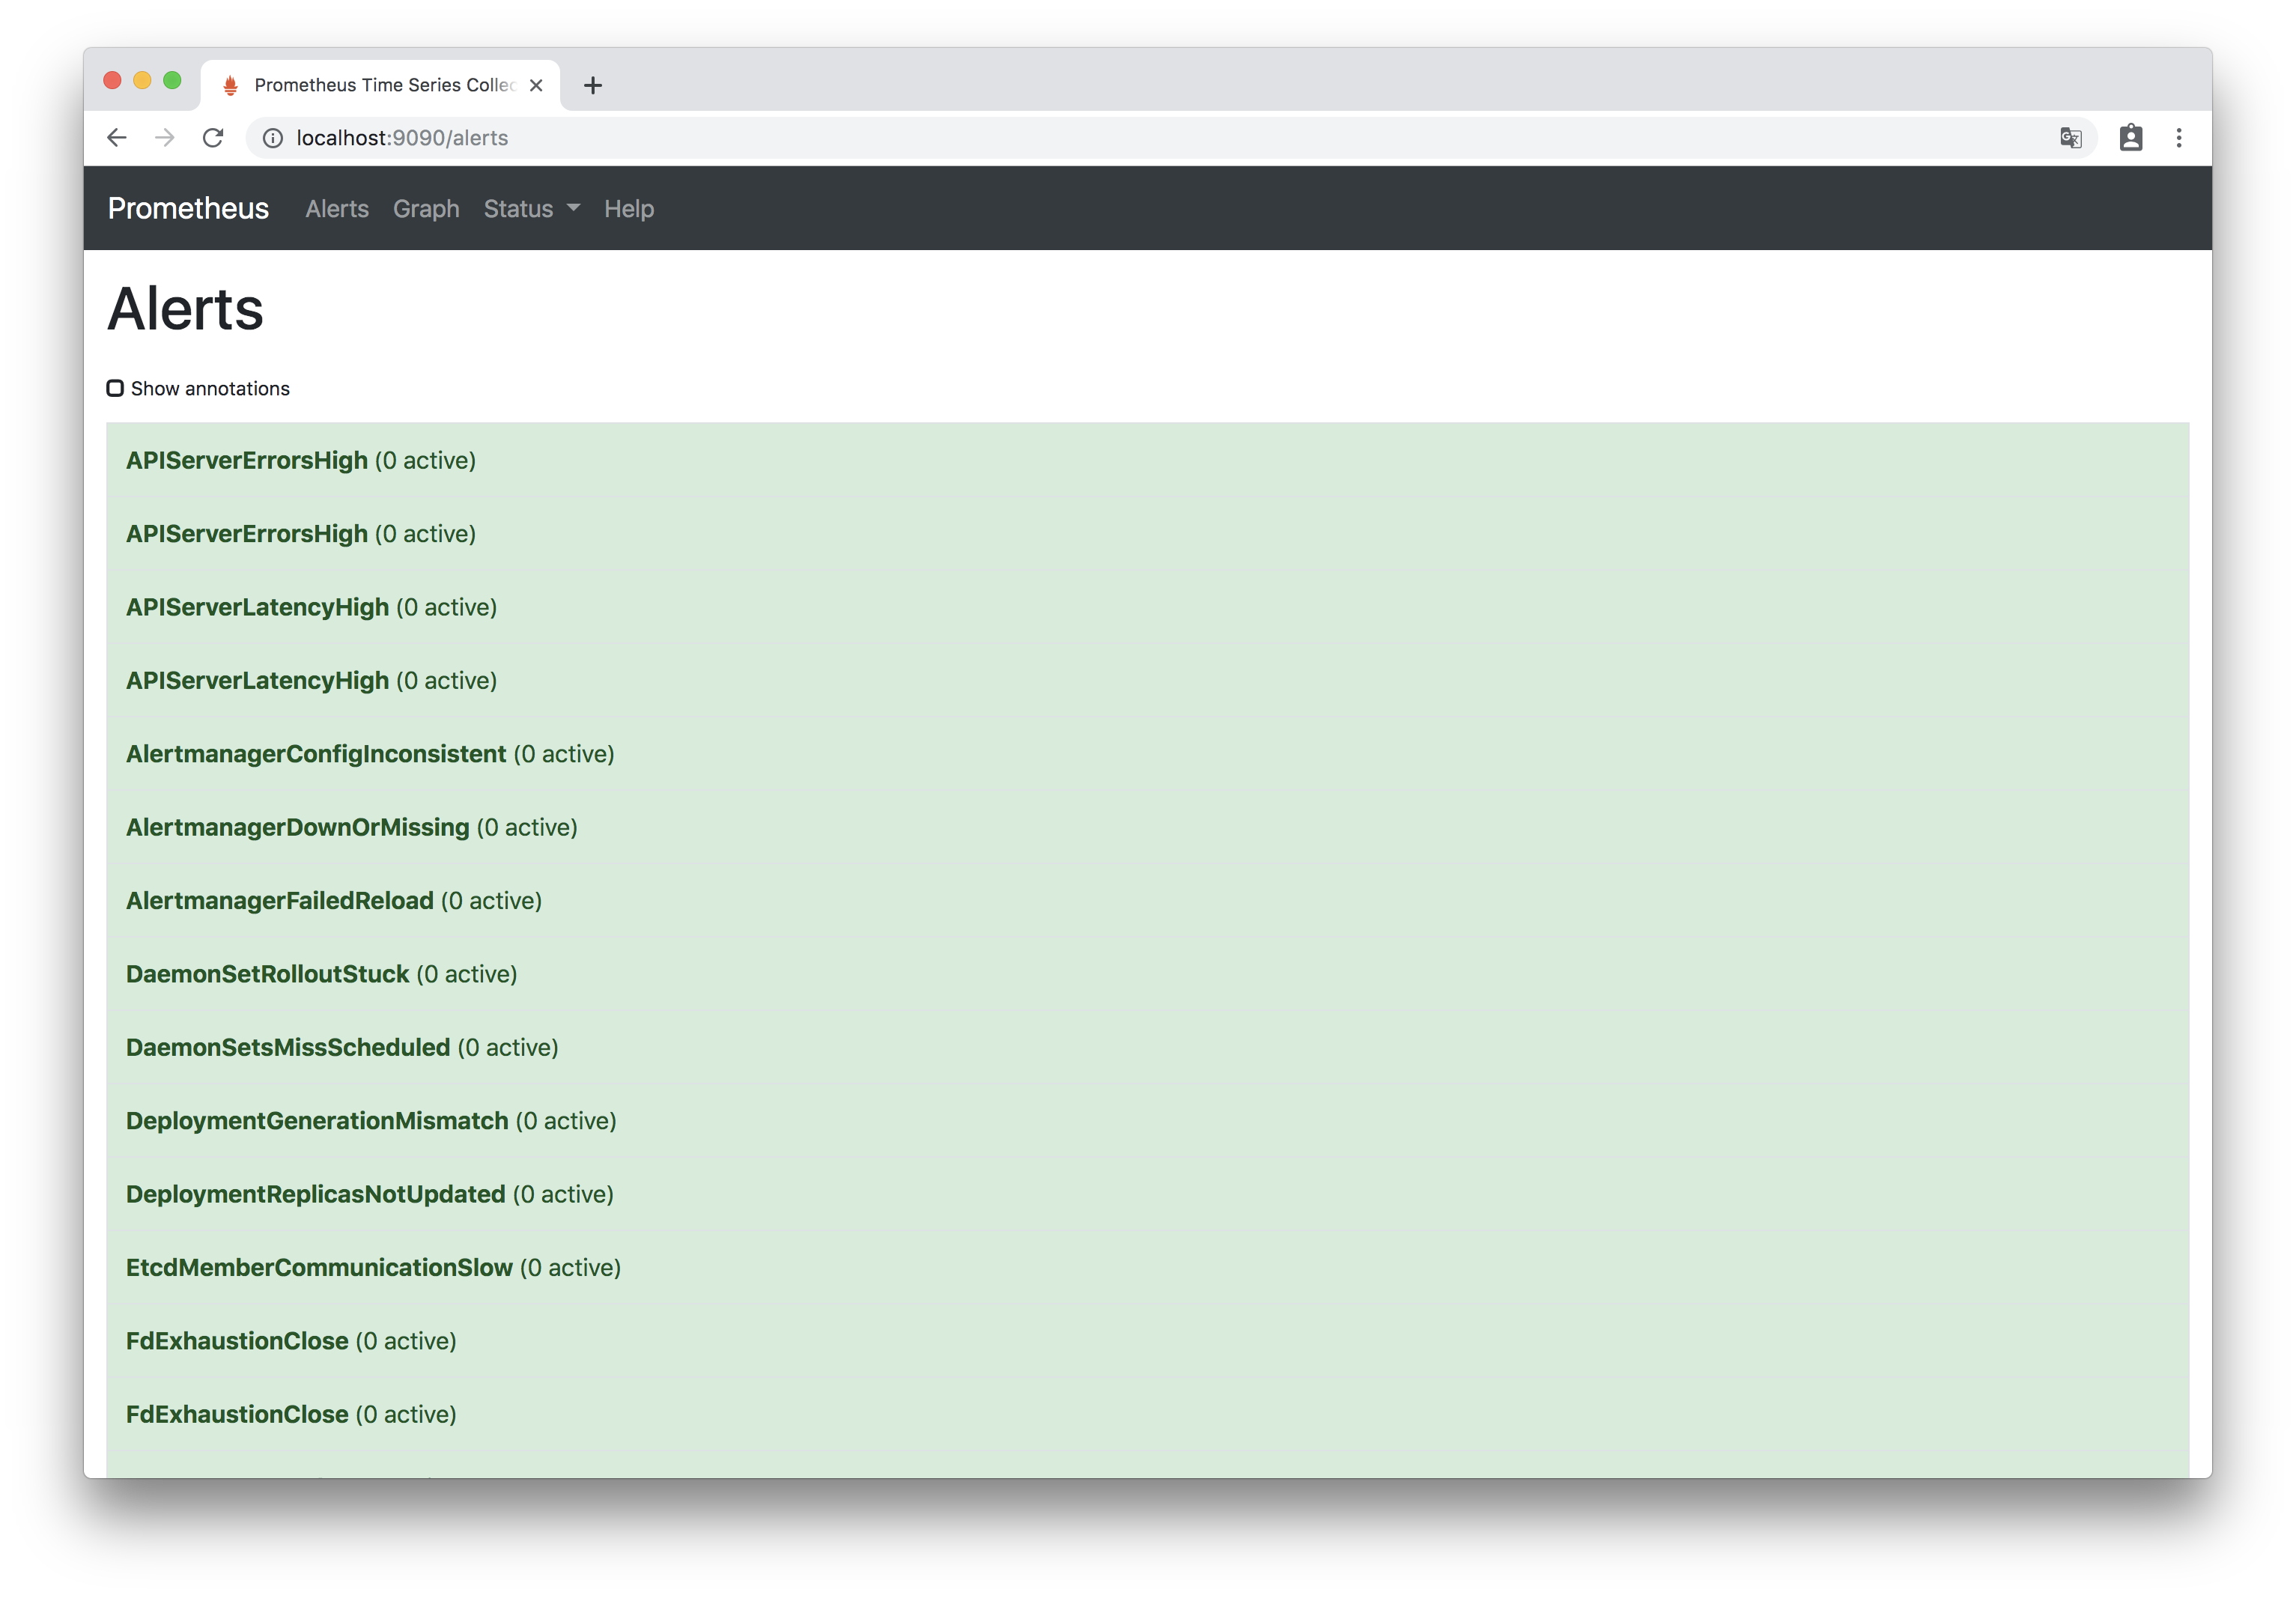 Prometheus Time Series Collec
localhost:9090/alerts
Prometheus Alerts Graph Status Help
Alerts
Show annotations
APIServerErrorsHigh (0 active)
APIServerErrorsHigh (0 active)
APIServerLatencyHigh (0 active)
APIServerLatencyHigh (0 active)
AlertmanagerConfigInconsistent (0 active)
AlertmanagerDownOrMissing (0 active)
AlertmanagerFailedReload (0 active)
DaemonSetRolloutStuck (0 active)
DaemonSetsMissScheduled (0 active)
DeploymentGenerationMismatch (0 active)
DeploymentReplicasNotUpdated (0 active)
EtcdMemberCommunicationSlow (0 active)
FdExhaustionClose (0 active)
FdExhaustionClose (0 active)